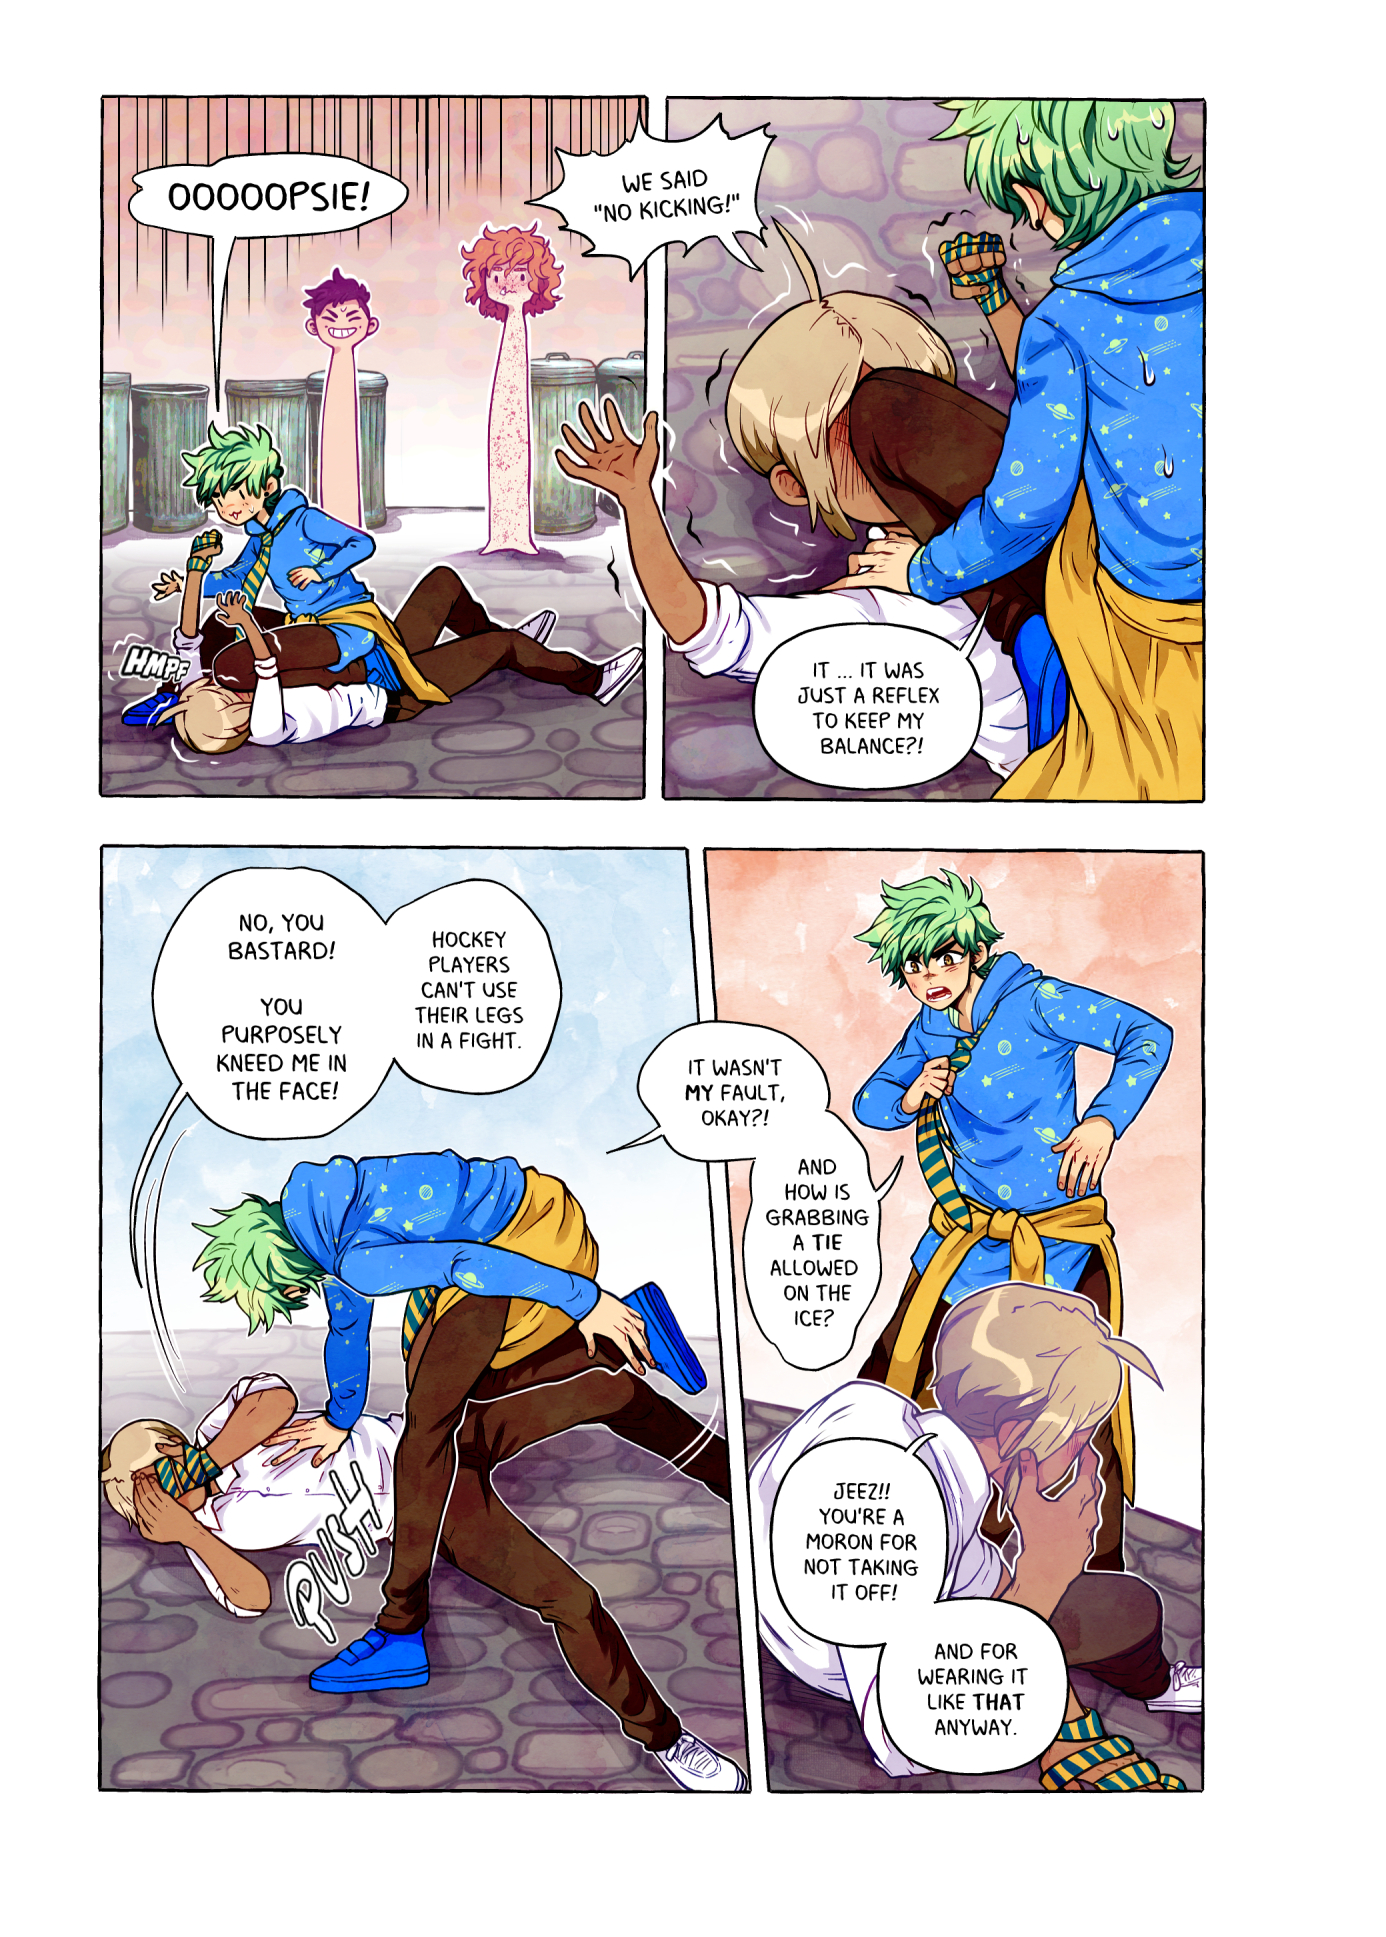 OOOOOPSIE!
HMPF
WE SAID
"NO KICKING!"
IT ... IT WAS
JUST A REFLEX
TO KEEP MY
BALANCE?!
NO, YOU
BASTARD!
YOU
PURPOSELY
KNEED ME IN
THE FACE!
HOCKEY
PLAYERS
CAN'T USE
THEIR LEGS
IN A FIGHT.
PUSH
IT WASN'T
MY FAULT,
OKAY?!
AND
HOW IS
GRABBING
A TIE
ALLOWED
ON THE
ICE?
JEEZ!!
YOU'RE A
MORON FOR
NOT TAKING
IT OFF!
AND FOR
WEARING IT
LIKE THAT
ANYWAY.